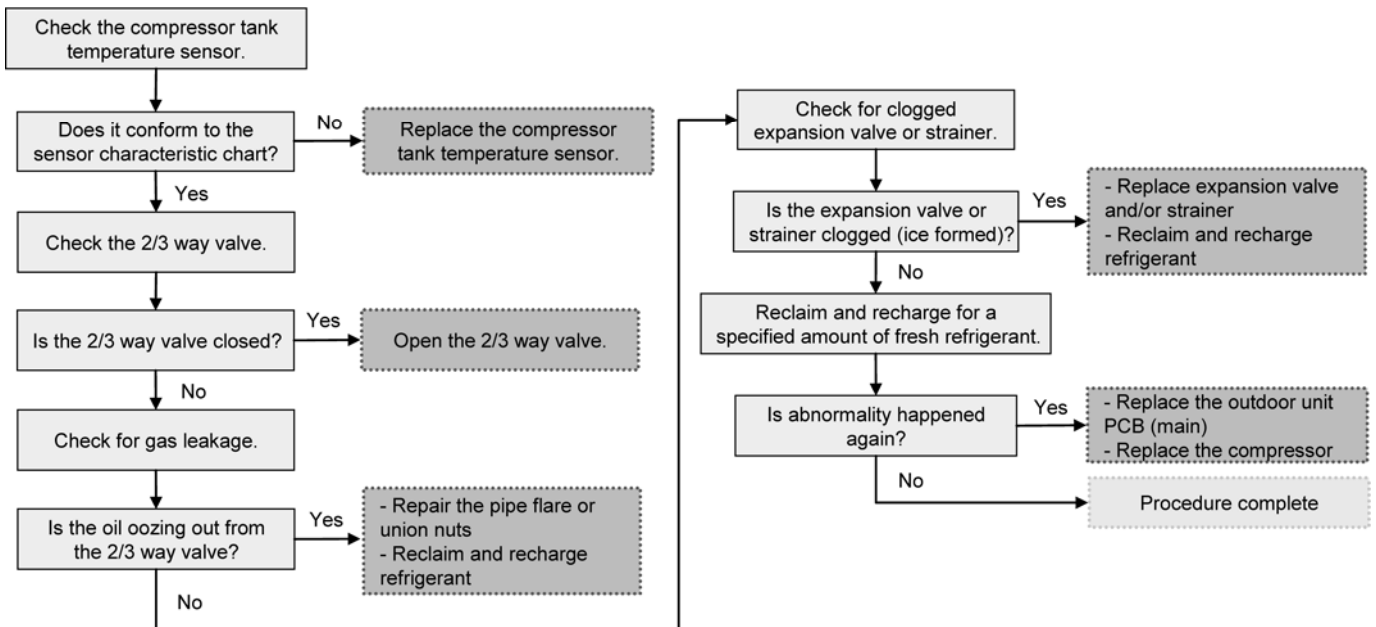 Check the compressor tank
temperature sensor.
Does it conform to the
sensor characteristic chart?
No
Replace the compressor
tank temperature sensor.
Yes
Check the 2/3 way valve.
Is the 2/3 way valve closed?
Yes
Open the 2/3 way valve.
No
Check for gas leakage.
Is the oil oozing out from
the 2/3 way valve?
Yes
- Repair the pipe flare or
union nuts
- Reclaim and recharge
refrigerant
No
Check for clogged
expansion valve or strainer.
Is the expansion valve or
strainer clogged (ice formed)?
Yes
- Replace expansion valve
and/or strainer
- Reclaim and recharge
refrigerant
No
Reclaim and recharge for a
specified amount of fresh refrigerant.
Is abnormality happened
again?
Yes
- Replace the outdoor unit
PCB (main)
- Replace the compressor
No
Procedure complete